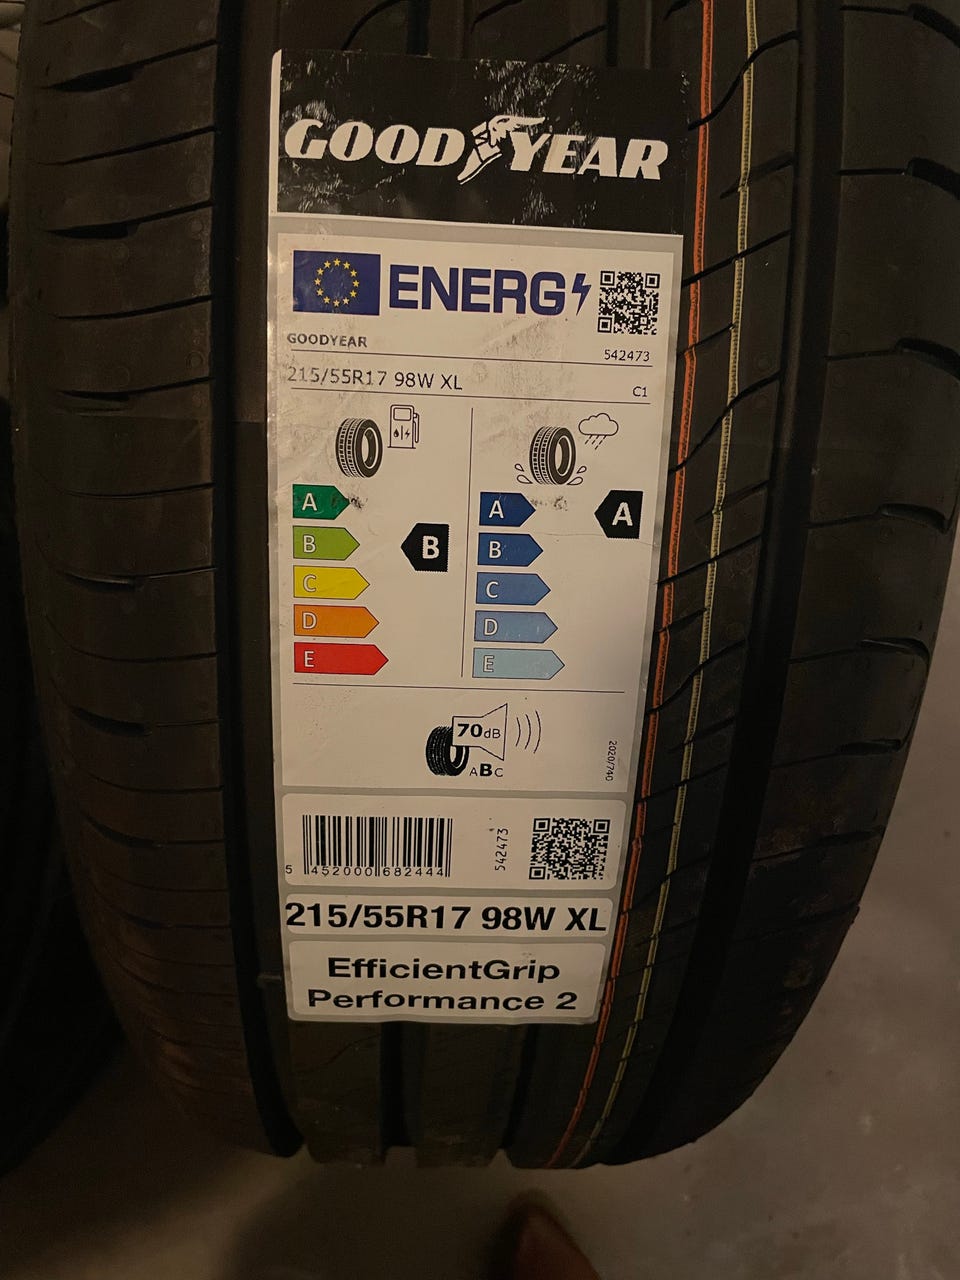 GOODYEAR
ENERG
GOODYEAR
542473
215/55R17 98W XL
C1
A
A
A
B
B
B
C
C
D
D
E
E
70dB
ABC
2020/740
5 452000 682444
542473
215/55R17 98W XL
EfficientGrip
Performance 2